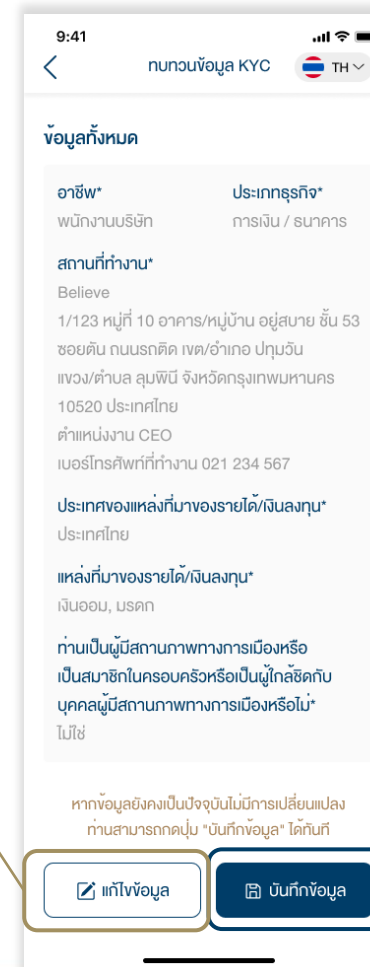 9:41
ทบทวนข้อมูล KYC
TH
ข้อมูลทั้งหมด
อาชีพ* ประเภทธุรกิจ*
พนักงานบริษัท การเงิน / ธนาคาร
สถานที่ทำงาน*
Believe
1/123 หมู่ที่ 10 อาคาร/หมู่บ้าน อยู่สบาย ชั้น 53
ซอยตัน ถนนรถติด เขต/อำเภอ ปทุมวัน
แขวง/ตำบล ลุมพินี จังหวัดกรุงเทพมหานคร
10520 ประเทศไทย
ตำแหน่งงาน CEO
เบอร์โทรศัพท์ที่ทำงาน 021 234 567
ประเทศของแหล่งที่มาของรายได้/เงินลงทุน*
ประเทศไทย
แหล่งที่มาของรายได้/เงินลงทุน*
เงินออม, มรดก
ท่านเป็นผู้มีสถานภาพทางการเมืองหรือ
เป็นสมาชิกในครอบครัวหรือเป็นผู้ใกล้ชิดกับ
บุคคลผู้มีสถานภาพทางการเมืองหรือไม่*
ไม่ใช่
หากข้อมูลยังคงเป็นปัจจุบันไม่มีการเปลี่ยนแปลง
ท่านสามารถกดปุ่ม "บันทึกข้อมูล" ได้ทันที
แก้ไขข้อมูล บันทึกข้อมูล